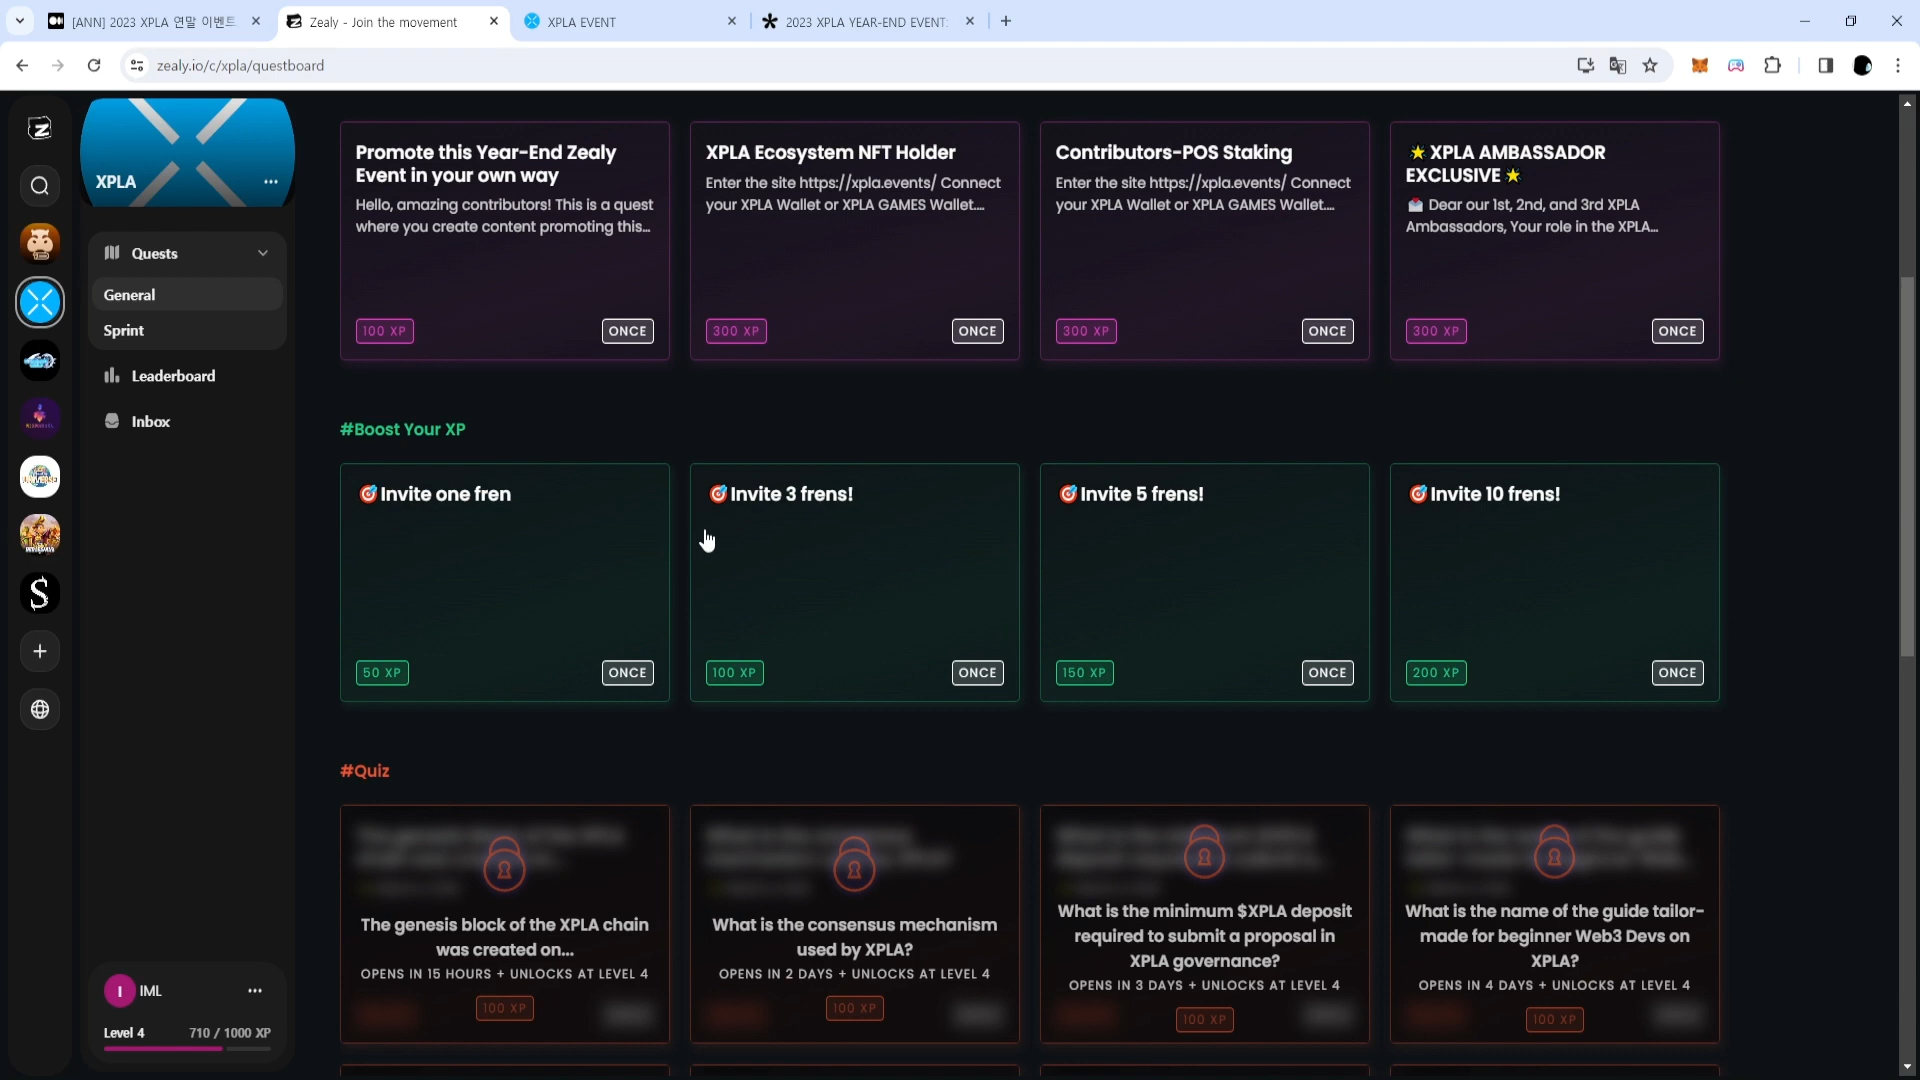 [ANN] 2023 XPLA 연말 이벤트
Zealy - Join the movement
XPLA EVENT
2023 XPLA YEAR-END EVENT:
zealy.io/c/xpla/questboard
XPLA
Quests
General
Sprint
Leaderboard
Inbox
Promote this Year-End Zealy
Event in your own way
Hello, amazing contributors! This is a quest
where you create content promoting this...
100 XP
ONCE
XPLA Ecosystem NFT Holder
Enter the site https://xpla.events/ Connect
your XPLA Wallet or XPLA GAMES Wallet....
300 XP
ONCE
Contributors-POS Staking
Enter the site https://xpla.events/ Connect
your XPLA Wallet or XPLA GAMES Wallet....
300 XP
ONCE
🌟XPLA AMBASSADOR
EXCLUSIVE🌟
📩 Dear our 1st, 2nd, and 3rd XPLA
Ambassadors, Your role in the XPLA...
300 XP
ONCE
#Boost Your XP
🎯Invite one fren
50 XP
ONCE
🎯Invite 3 frens!
100 XP
ONCE
🎯Invite 5 frens!
150 XP
ONCE
🎯Invite 10 frens!
200 XP
ONCE
#Quiz
The genesis block of the XPLA chain
was created on...
OPENS IN 15 HOURS + UNLOCKS AT LEVEL 4
100 XP
What is the consensus mechanism
used by XPLA?
OPENS IN 2 DAYS + UNLOCKS AT LEVEL 4
100 XP
What is the minimum $XPLA deposit
required to submit a proposal in
XPLA governance?
OPENS IN 3 DAYS + UNLOCKS AT LEVEL 4
100 XP
What is the name of the guide tailor-
made for beginner Web3 Devs on
XPLA?
OPENS IN 4 DAYS + UNLOCKS AT LEVEL 4
100 XP
I
IML
Level 4
710 / 1000 XP